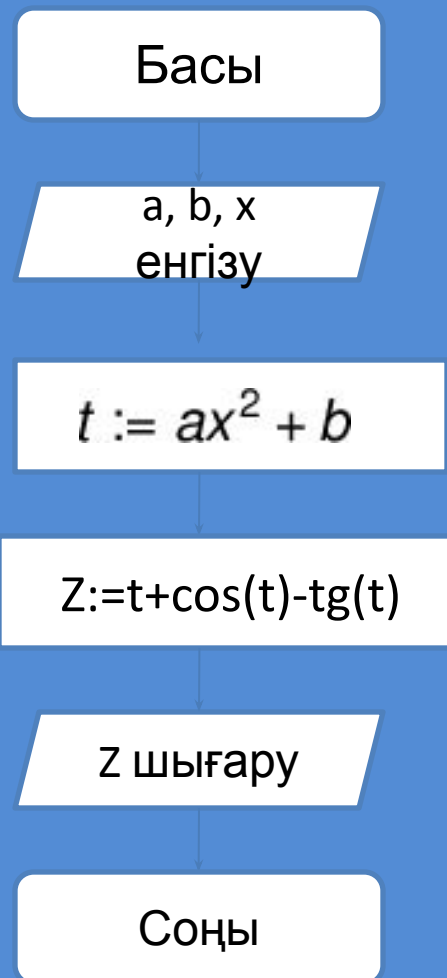 Басы
a, b, x
енгізу
t := ax² + b
Z:=t+cos(t)-tg(t)
Z шығару
Соңы